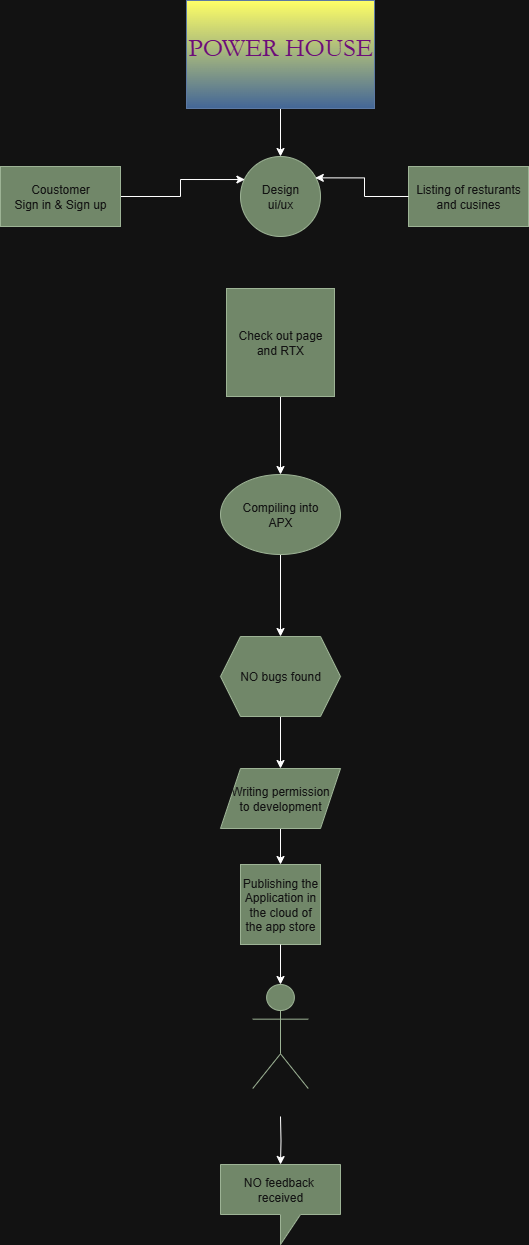 POWER HOUSE
Coustomer
Sign in & Sign up
Design
ui/ux
Listing of resturants
and cusines
Check out page
and RTX
Compiling into
APX
NO bugs found
Writing permission
to development
Publishing the
Application in
the cloud of
the app store
NO feedback
received